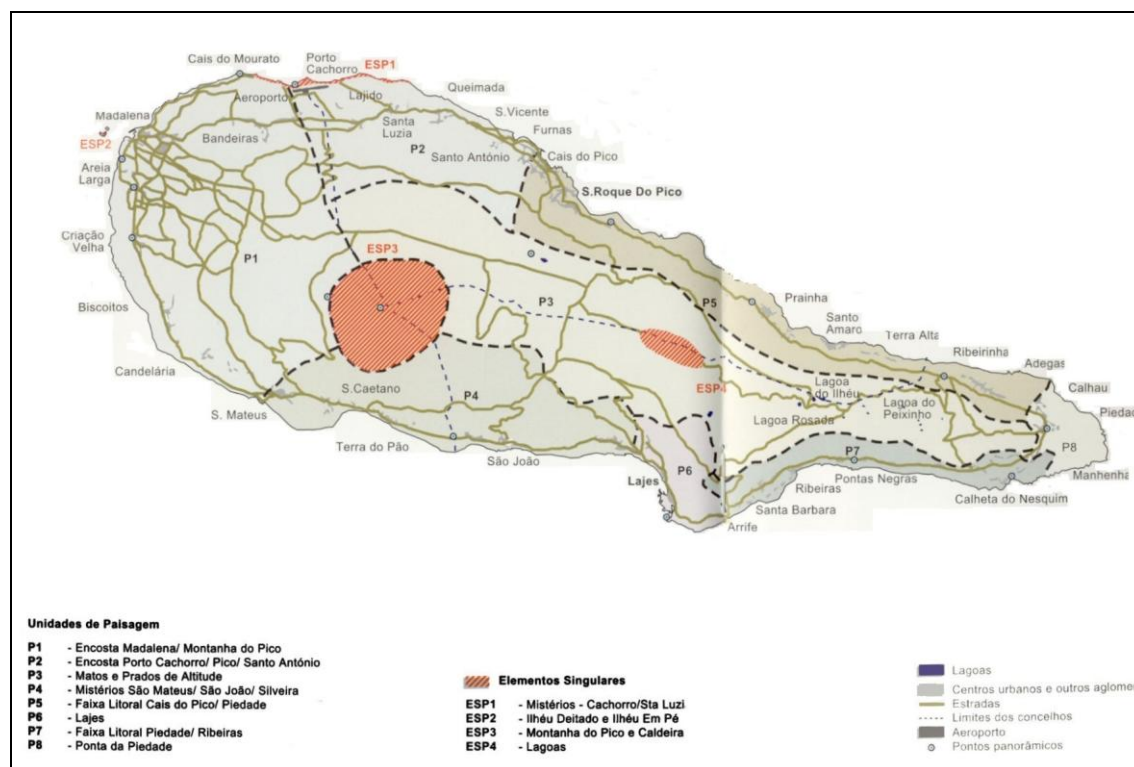 Cais do Mourato
Porto
Cachorro
ESP1
Aeroporto
Lajido
Queimada
Madalena
Santa
Luzia
S.Vicente
Bandeiras
Furnas
ESP2
P2
Santo António
Cais do Pico
Areia
Larga
S.Roque Do Pico
Criação
Velha
ESP3
P1
Biscoitos
P3
P5
Prainha
Santo
Amaro
Terra Alta
Ribeirinha
Candelária
Adegas
S.Caetano
ESP4
Lagoa
do Ilhéu
Calhau
S. Mateus
P4
Lagoa Rosada
Lagoa do
Peixinho
Piedad
Terra do Pão
São João
P6
P7
P8
Lajes
Pontas Negras
Manhenha
Ribeiras
Calheta do Nesquim
Santa Barbara
Arrife
Unidades de Paisagem
P1 - Encosta Madalena/ Montanha do Pico
P2 - Encosta Porto Cachorro/ Pico/ Santo António
P3 - Matos e Prados de Altitude
P4 - Mistérios São Mateus/ São João/ Silveira
P5 - Faixa Litoral Cais do Pico/ Piedade
P6 - Lajes
P7 - Faixa Litoral Piedade/ Ribeiras
P8 - Ponta da Piedade
Elementos Singulares
ESP1 - Mistérios - Cachorro/Sta Luzi
ESP2 - Ilhéu Deitado e Ilhéu Em Pé
ESP3 - Montanha do Pico e Caldeira
ESP4 - Lagoas
Lagoas
Centros urbanos e outros aglomer
Estradas
Limites dos concelhos
Aeroporto
Pontos panorâmicos